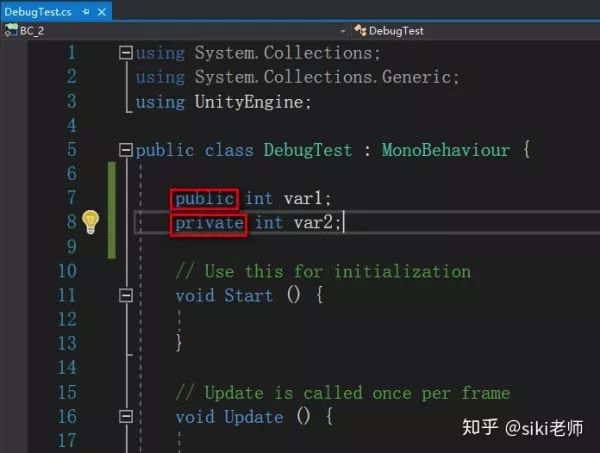 DebugTest.cs
BC_2
DebugTest
1 using System.Collections;
2 using System.Collections.Generic;
3 using UnityEngine;
4
5 public class DebugTest : MonoBehaviour {
6
7 public int var1;
8 private int var2;
9
10 // Use this for initialization
11 void Start () {
12
13 }
14
15 // Update is called once per frame
16 void Update () {
17
知乎 @siki老师